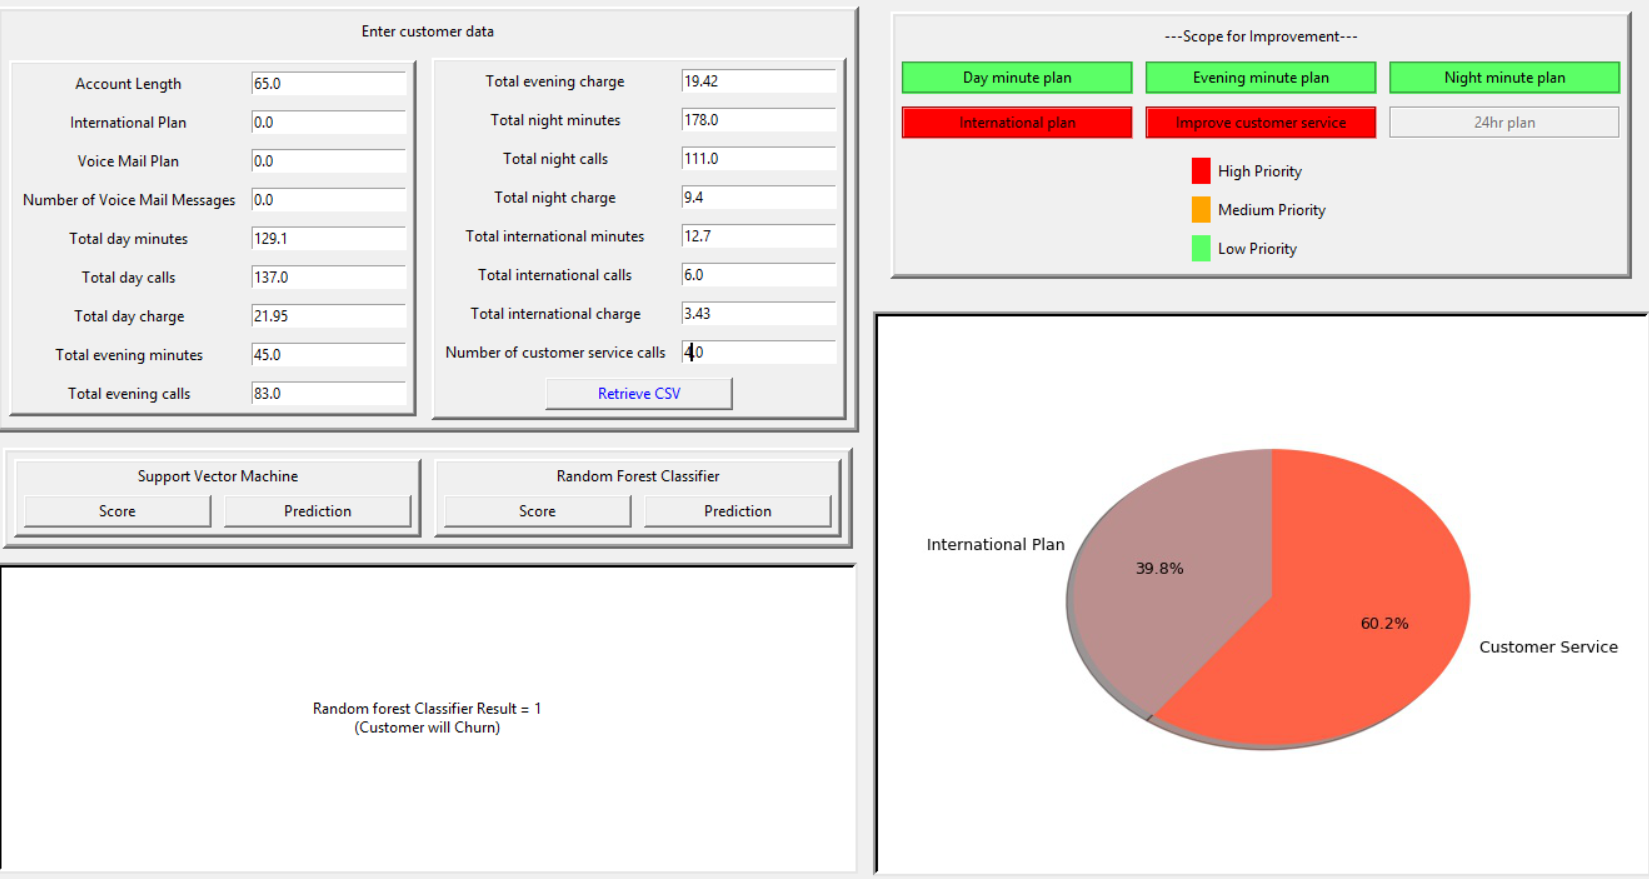 Enter customer data
Account Length 65.0
International Plan 0.0
Voice Mail Plan 0.0
Number of Voice Mail Messages 0.0
Total day minutes 129.1
Total day calls 137.0
Total day charge 21.95
Total evening minutes 45.0
Total evening calls 83.0
Total evening charge 19.42
Total night minutes 178.0
Total night calls 111.0
Total night charge 9.4
Total international minutes 12.7
Total international calls 6.0
Total international charge 3.43
Number of customer service calls 4.0
Retrieve CSV
Support Vector Machine
Score Prediction
Random Forest Classifier
Score Prediction
Random forest Classifier Result = 1
(Customer will Churn)
---Scope for Improvement---
Day minute plan Evening minute plan Night minute plan
International plan Improve customer service 24hr plan
High Priority
Medium Priority
Low Priority
International Plan
39.8%
60.2%
Customer Service